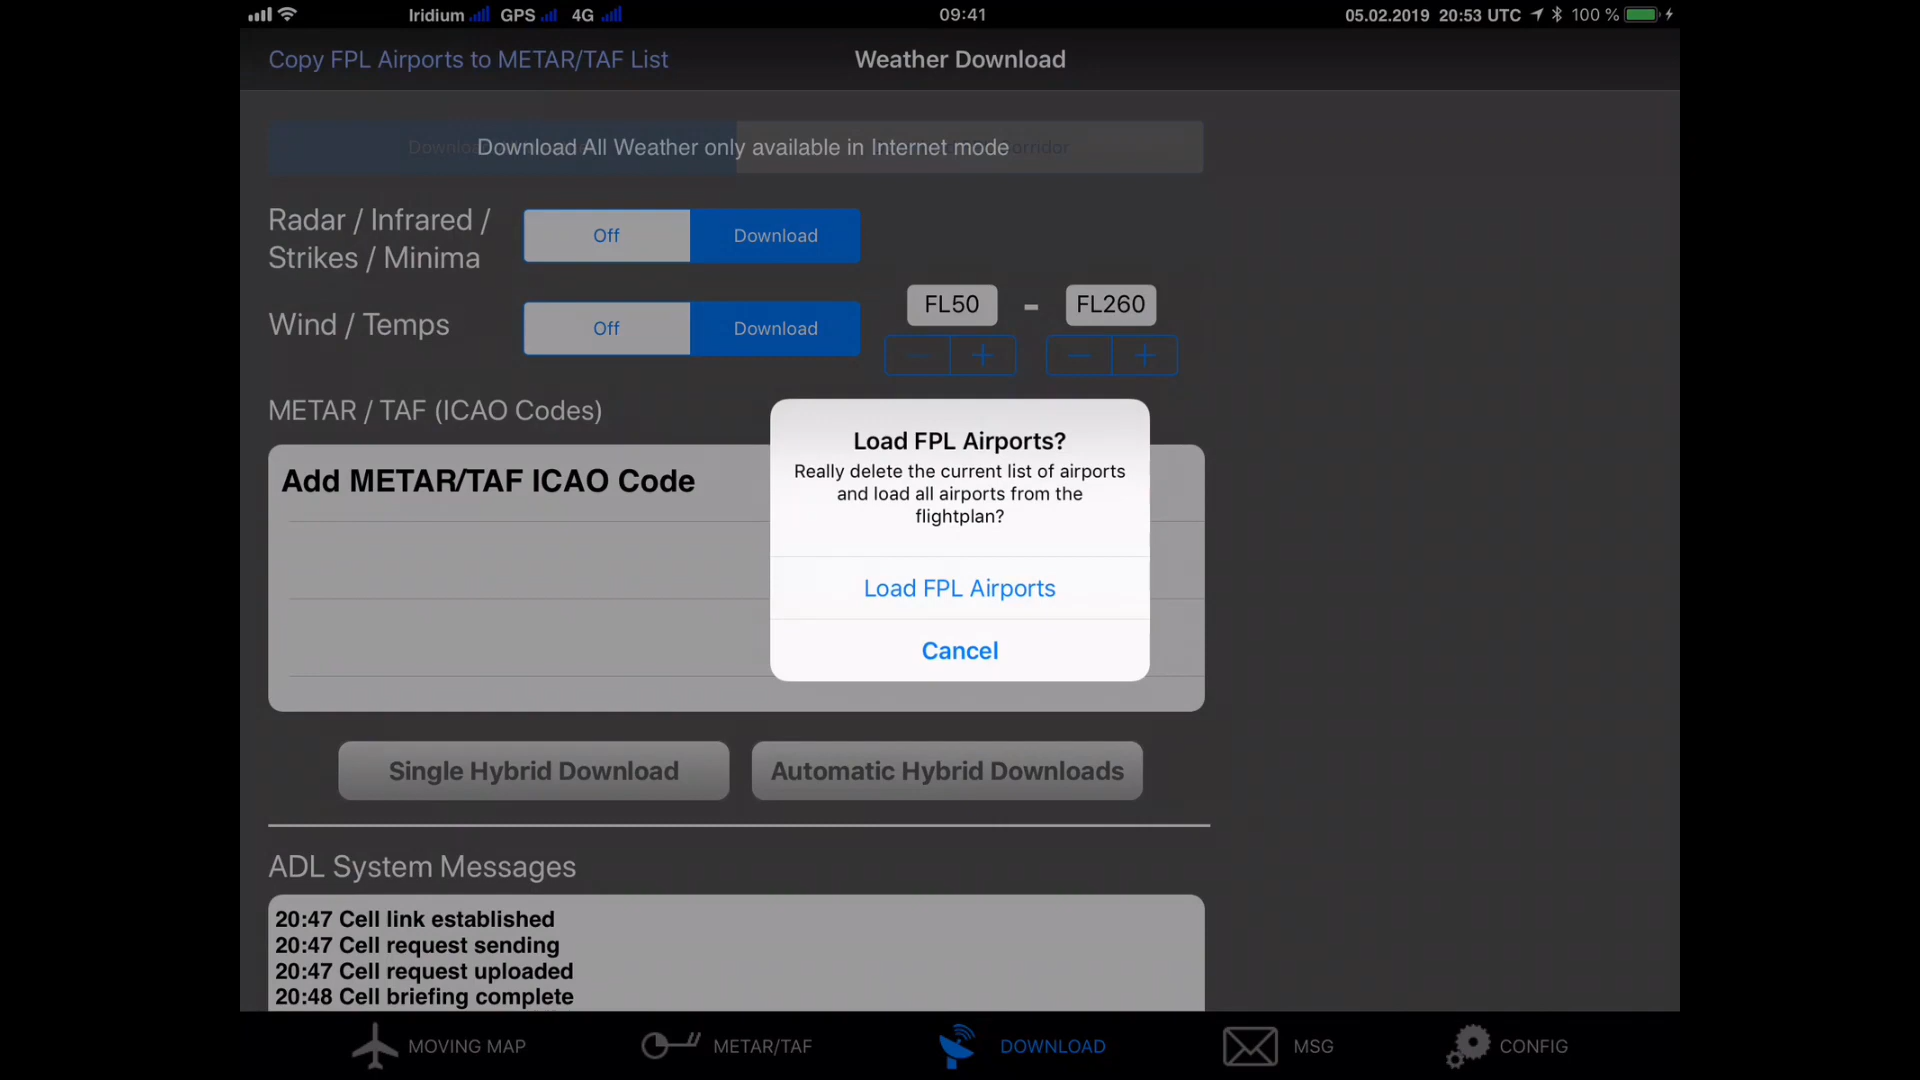 Iridium GPS 4G 09:41 05.02.2019 20:53 UTC 100 %
Copy FPL Airports to METAR/TAF List Weather Download
Download All Weather only available in Internet mode
Radar / Infrared /
Strikes / Minima
Off Download
Wind / Temps
Off Download
FL50 - FL260
− + − +
METAR / TAF (ICAO Codes)
Add METAR/TAF ICAO Code
Load FPL Airports?
Really delete the current list of airports
and load all airports from the
flightplan?
Load FPL Airports
Cancel
Single Hybrid Download Automatic Hybrid Downloads
ADL System Messages
20:47 Cell link established
20:47 Cell request sending
20:47 Cell request uploaded
20:48 Cell briefing complete
MOVING MAP METAR/TAF DOWNLOAD MSG CONFIG